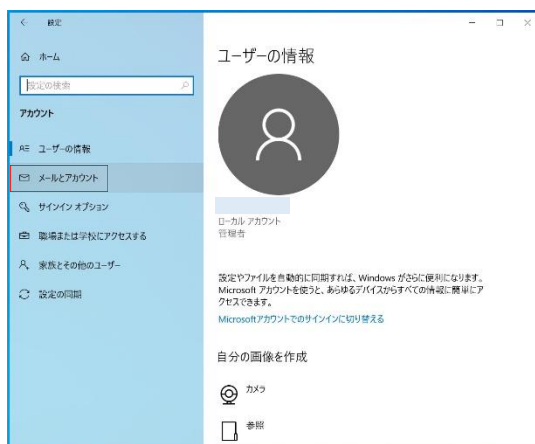 設定
ホーム
設定の検索
アカウント
ユーザーの情報
メールとアカウント
サインイン オプション
職場または学校にアクセスする
家族とその他のユーザー
設定の同期
ユーザーの情報
ローカル アカウント
管理者
設定やファイルを自動的に同期すれば、Windows がさらに便利になります。
Microsoft アカウントを使うと、あらゆるデバイスからすべての情報に簡単にア
クセスできます。
Microsoftアカウントでのサインインに切り替える
自分の画像を作成
カメラ
参照